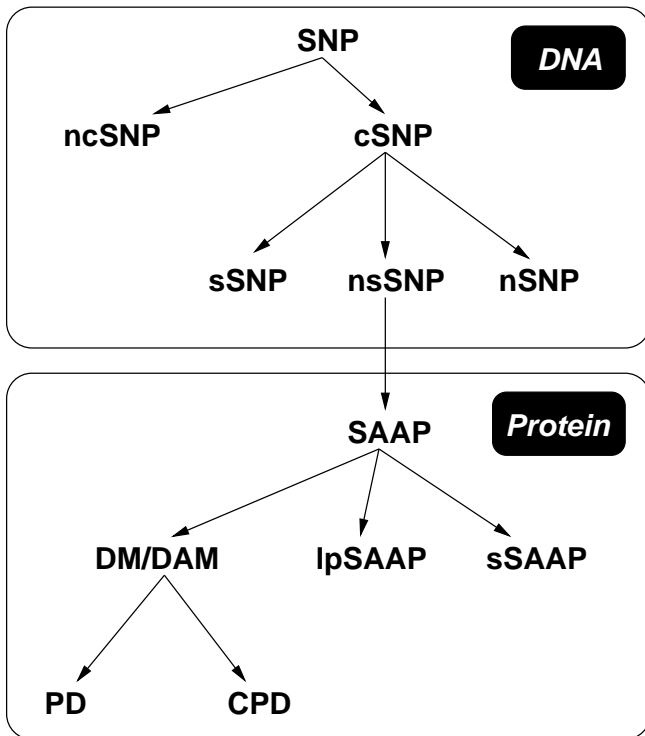 SNP
DNA
ncSNP cSNP
sSNP nsSNP nSNP
SAAP
Protein
DM/DAM lpSAAP sSAAP
PD CPD